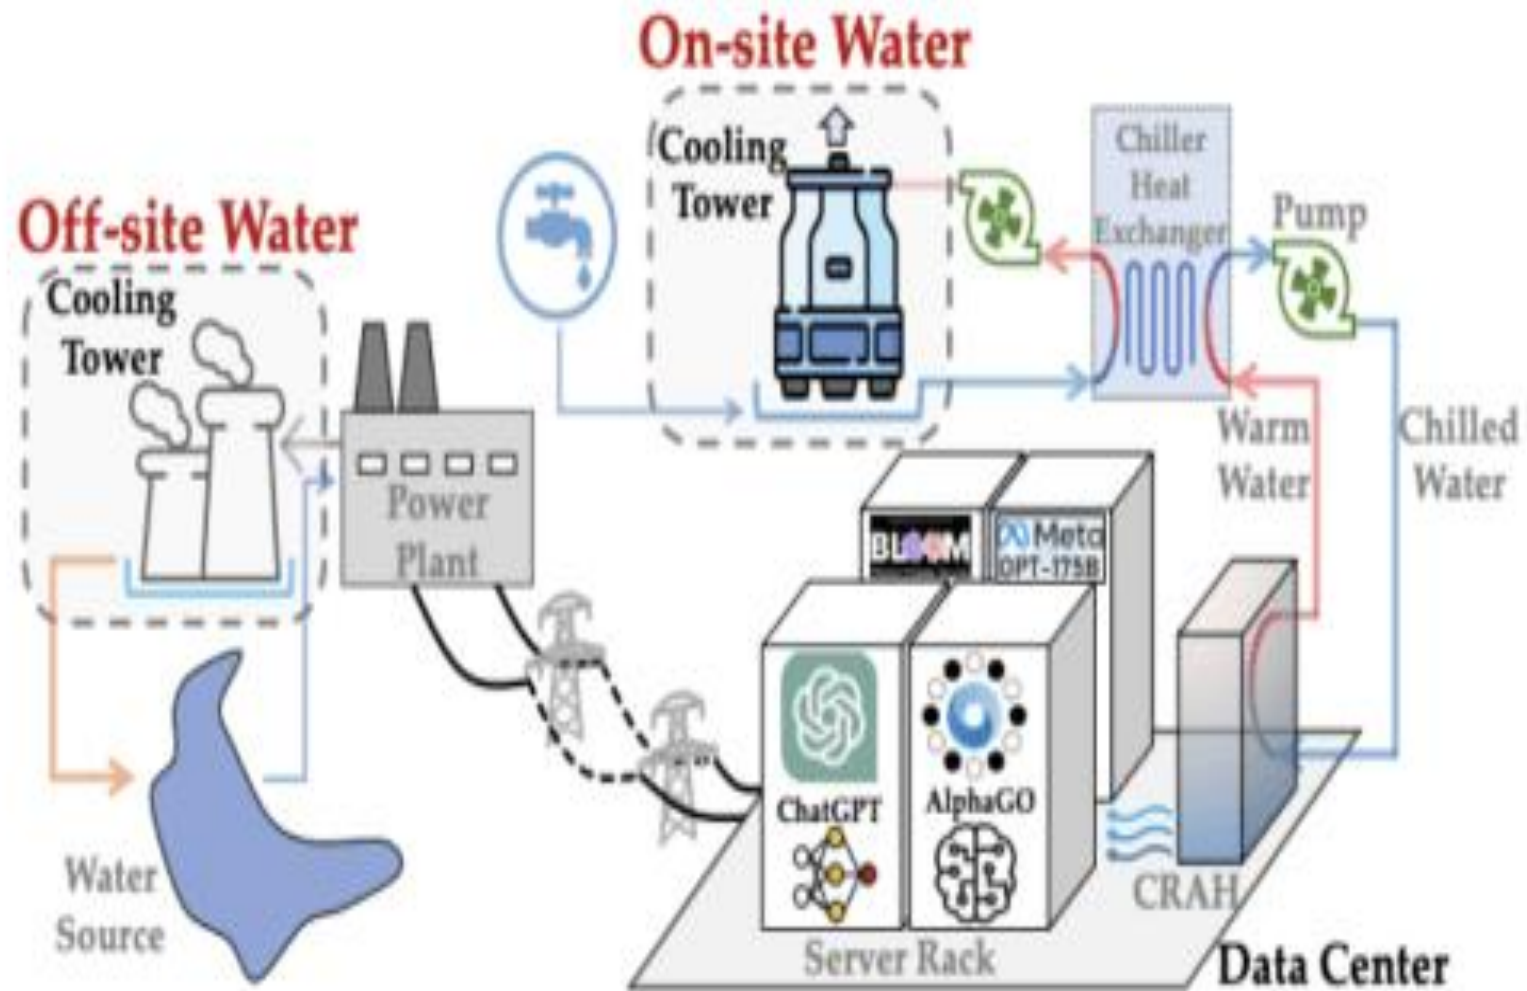 On-site Water
Cooling
Tower
Chiller
Heat
Exchanger
Pump
Off-site Water
Cooling
Tower
Power
Plant
Warm
Water
Chilled
Water
BLOOM
Meta
OPT-175B
ChatGPT
AlphaGO
Water
Source
CRAH
Server Rack
Data Center